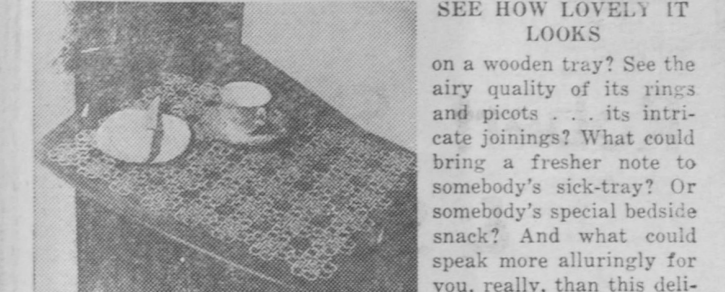 SEE HOW LOVELY IT
LOOKS
on a wooden tray? See the
airy quality of its rings
and picots . . . its intri-
cate joinings? What could
bring a fresher note to
somebody's sick-tray? Or
somebody's special bedside
snack? And what could
speak more alluringly for
you, really, than this deli-